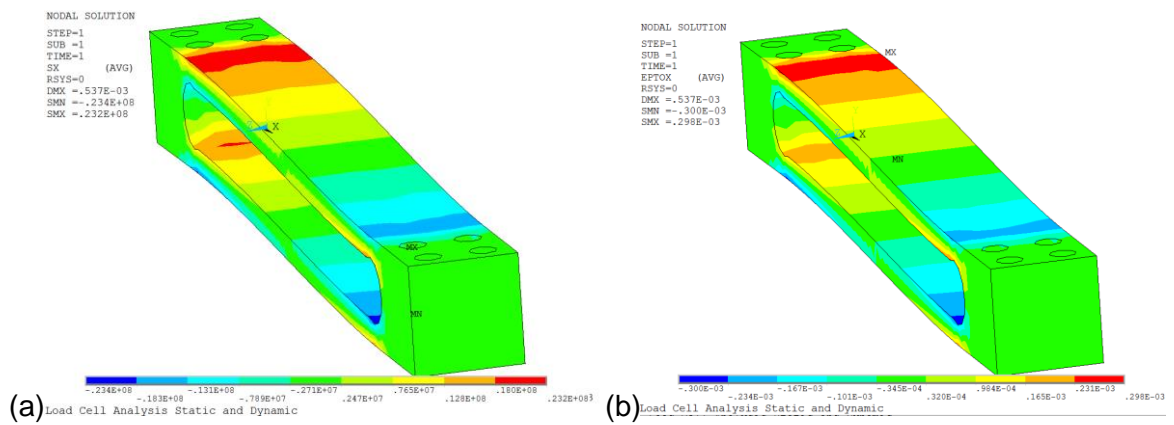 NODAL SOLUTION
STEP=1
SUB =1
TIME=1
SX (AVG)
RSYS=0
DMX =.537E-03
SMN =-.234E+08
SMX =.232E+08
X
MX
MN
-.234E+08 -.131E+08 -.271E+07 .765E+07 .180E+08
-.183E+08 -.789E+07 .247E+07 .128E+08 .232E+08
(a) Load Cell Analysis Static and Dynamic
NODAL SOLUTION
STEP=1
SUB =1
TIME=1
EPTOX (AVG)
RSYS=0
DMX =.537E-03
SMN =-.300E-03
SMX =.298E-03
MX
X
MN
-.300E-03 -.167E-03 -.345E-04 .984E-04 .231E-03
-.234E-03 -.101E-03 .320E-04 .165E-03 .298E-03
(b) Load Cell Analysis Static and Dynamic